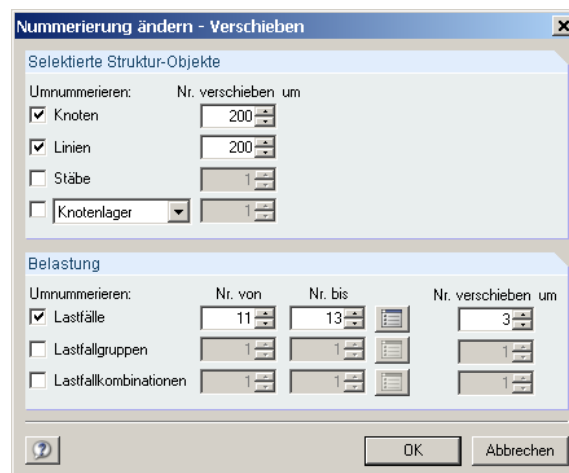 Nummerierung ändern - Verschieben
Selektierte Struktur-Objekte
Umnummerieren: Nr. verschieben um
Knoten 200
Linien 200
Stäbe 1
Knotenlager 1
Belastung
Umnummerieren: Nr. von Nr. bis Nr. verschieben um
Lastfälle 11 13 3
Lastfallgruppen 1 1 1
Lastfallkombinationen 1 1 1
OK Abbrechen